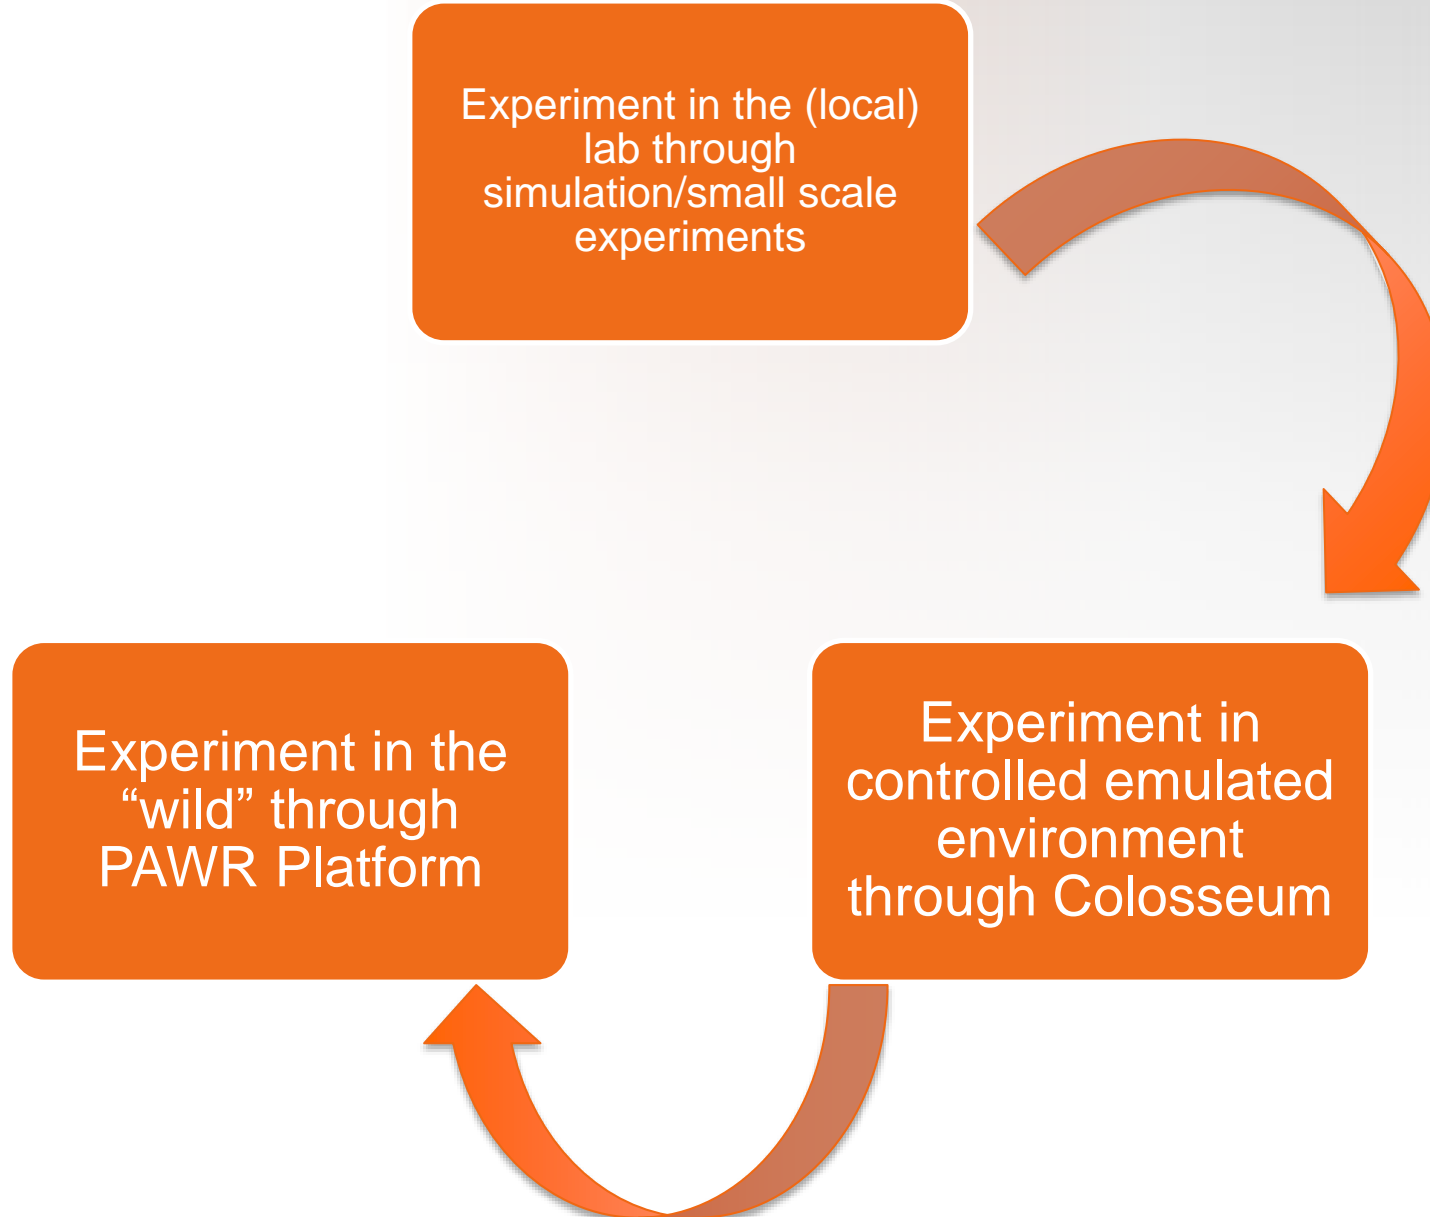 Experiment in the (local)
lab through
simulation/small scale
experiments
Experiment in
controlled emulated
environment
through Colosseum
Experiment in the
“wild” through
PAWR Platform